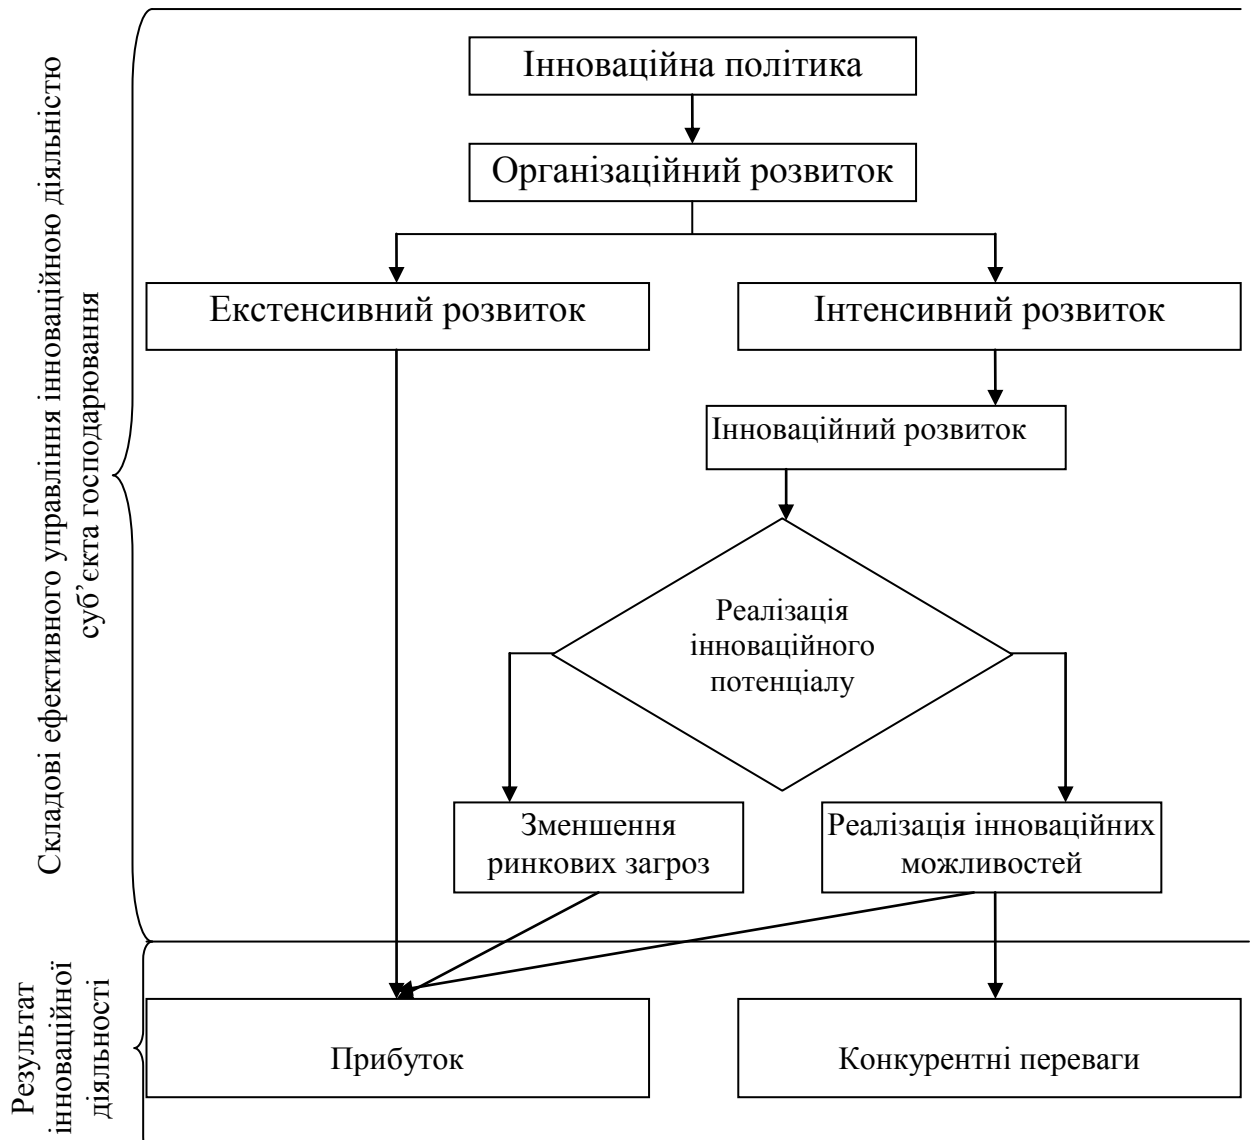 Складові ефективного управління інноваційною діяльністю
суб’єкта господарювання
Інноваційна політика
Організаційний розвиток
Екстенсивний розвиток
Інтенсивний розвиток
Інноваційний розвиток
Реалізація
інноваційного
потенціалу
Зменшення
ринкових загроз
Реалізація інноваційних
можливостей
Результат
інноваційної
діяльності
Прибуток
Конкурентні переваги